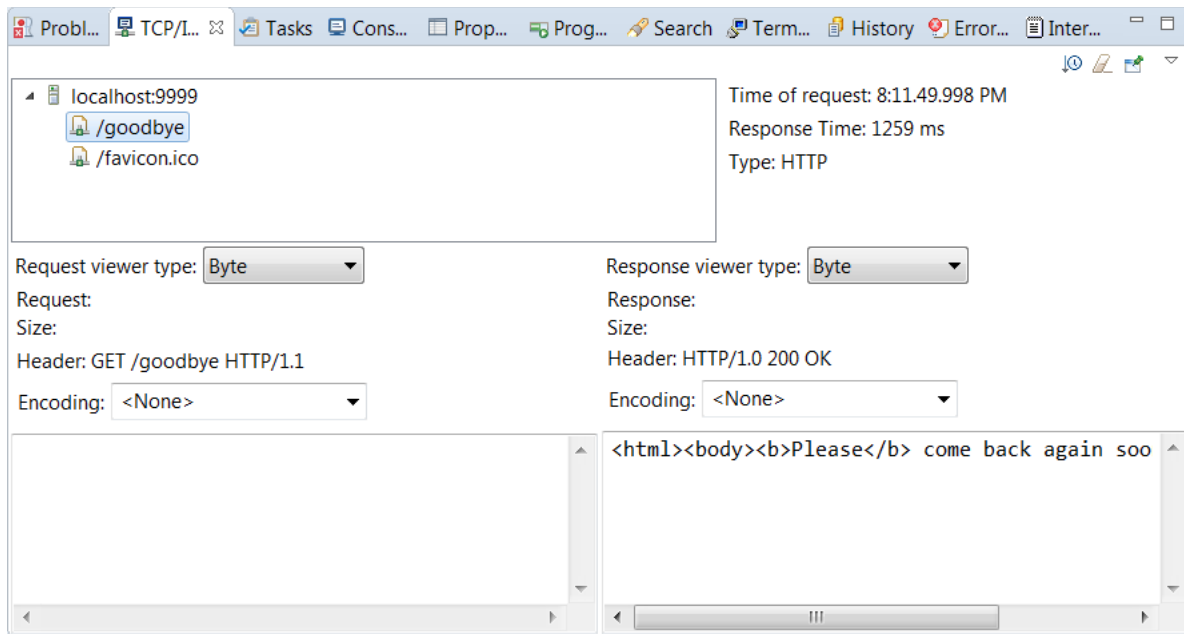 Probl... TCP/I... Tasks Cons... Prop... Prog... Search Term... History Error... Inter...
localhost:9999
/goodbye
/favicon.ico
Time of request: 8:11.49.998 PM
Response Time: 1259 ms
Type: HTTP
Request viewer type: Byte
Request:
Size:
Header: GET /goodbye HTTP/1.1
Encoding: <None>
Response viewer type: Byte
Response:
Size:
Header: HTTP/1.0 200 OK
Encoding: <None>
<html><body><b>Please</b> come back again soo